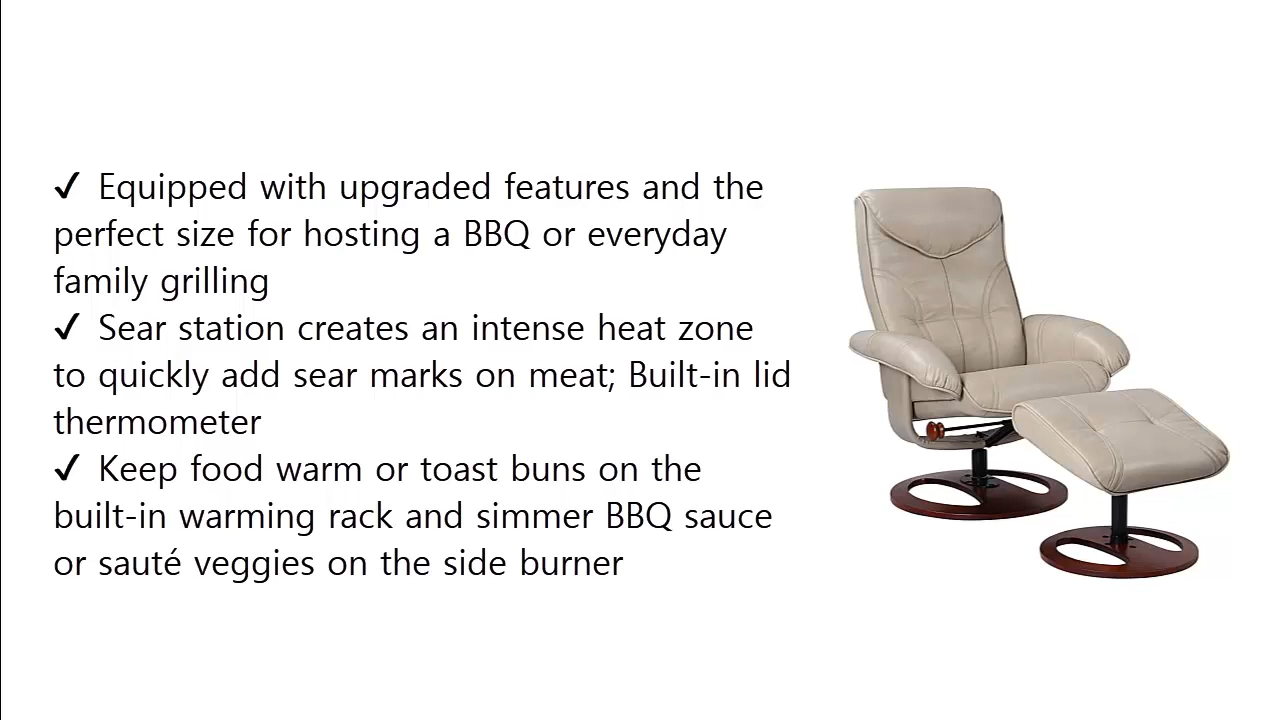 ✔ Equipped with upgraded features and the
perfect size for hosting a BBQ or everyday
family grilling
✔ Sear station creates an intense heat zone
to quickly add sear marks on meat; Built-in lid
thermometer
✔ Keep food warm or toast buns on the
built-in warming rack and simmer BBQ sauce
or sauté veggies on the side burner